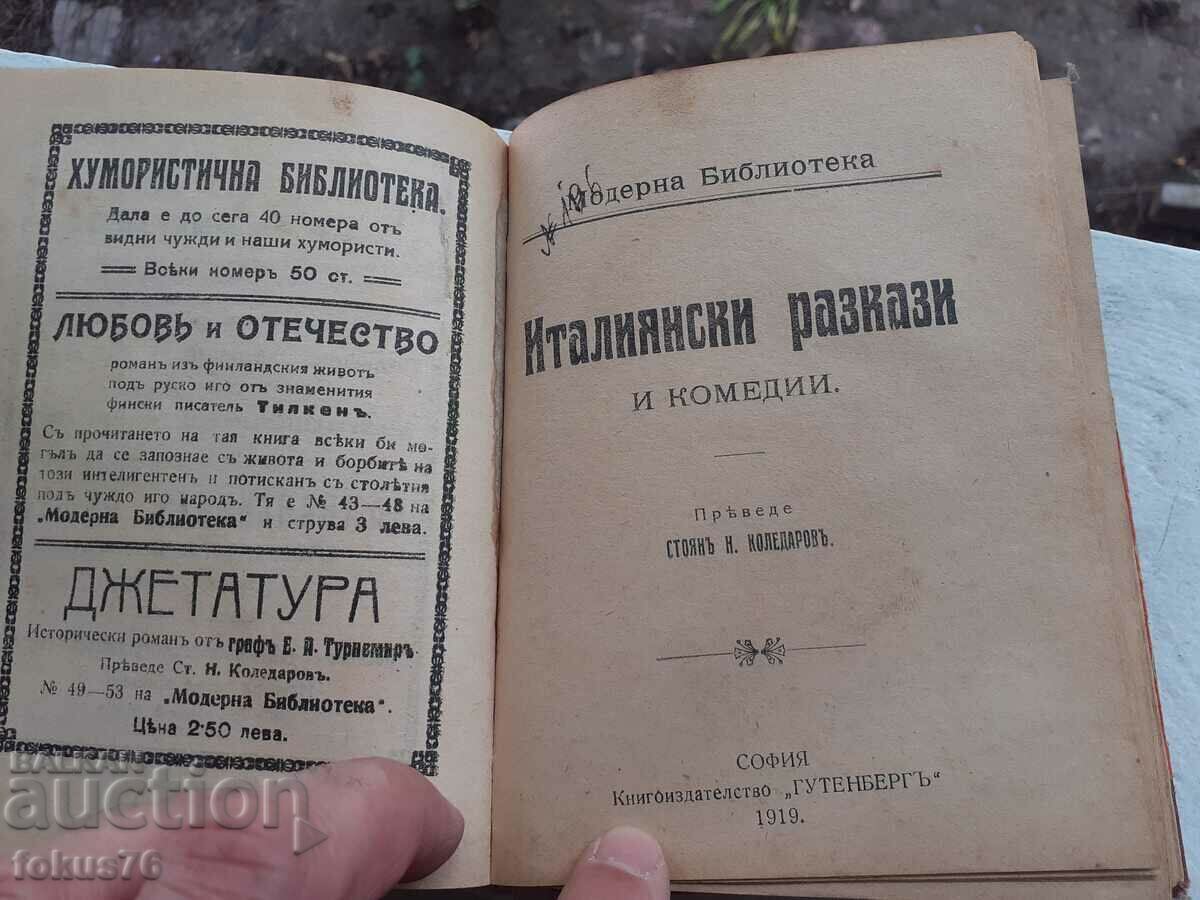 ХУМОРИСТИЧНА БИБЛИОТЕКА.
Дала е до сега 40 номера отъ
видни чужди и наши хумористи.
Всѣки номеръ 50 ст.
ЛЮБОВЬ и ОТЕЧЕСТВО
романъ изъ финландския животъ
подъ руско иго отъ знаменития
фински писатель Тилкенъ.
Съ прочитането на тая книга всѣки би мо-
гълъ да се запознае съ живота и борбитѣ на
този интелигентенъ и потисканъ съ столѣтия
подъ чуждо иго народъ. Тя е № 43—48 на
„Модерна Библиотека" и струва 3 лева.
ДЖЕТАТУРА
Исторически романъ отъ графъ Е. А. Турнемиръ.
Прѣведе Ст. Н. Коледаровъ.
№ 49—53 на „Модерна Библиотека".
Цѣна 2·50 лева.
Модерна Библиотека
Италиянски разкази
И КОМЕДИИ.
Прѣведе
СТОЯНЪ Н. КОЛЕДАРОВЪ.
СОФИЯ
Книгоиздателство „ГУТЕНБЕРГЪ"
1919.
BALKAN
auction
fokus76